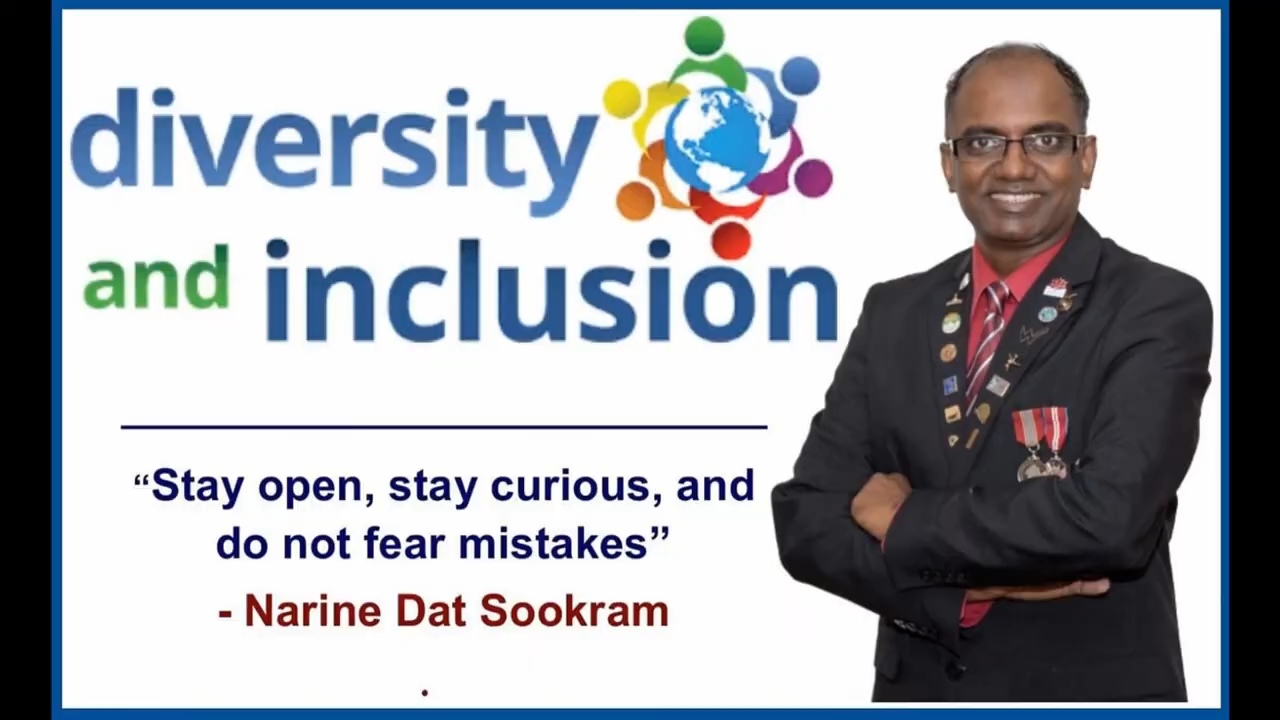 diversity
and inclusion
“Stay open, stay curious, and
do not fear mistakes”
- Narine Dat Sookram
.